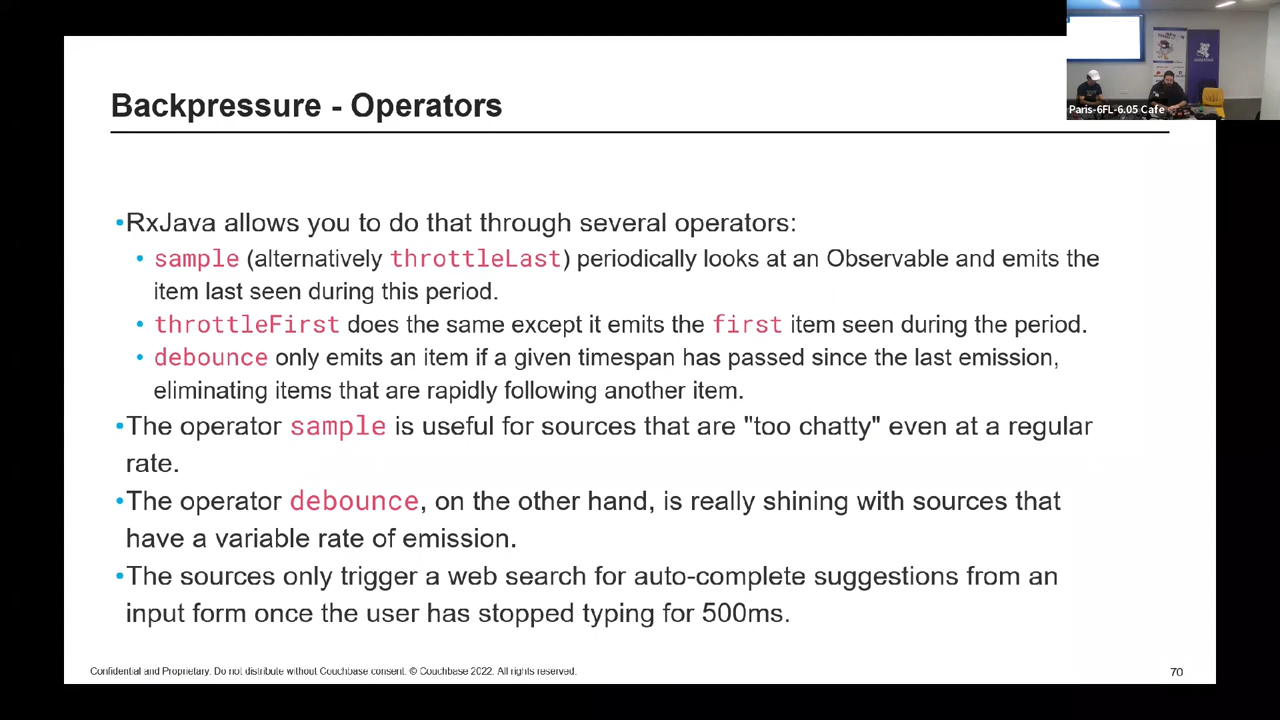 Backpressure - Operators
Paris-6FL-6.05 Cafe
•RxJava allows you to do that through several operators:
• sample (alternatively throttleLast) periodically looks at an Observable and emits the
item last seen during this period.
• throttleFirst does the same except it emits the first item seen during the period.
• debounce only emits an item if a given timespan has passed since the last emission,
eliminating items that are rapidly following another item.
•The operator sample is useful for sources that are "too chatty" even at a regular
rate.
•The operator debounce, on the other hand, is really shining with sources that
have a variable rate of emission.
•The sources only trigger a web search for auto-complete suggestions from an
input form once the user has stopped typing for 500ms.
Confidential and Proprietary. Do not distribute without Couchbase consent. © Couchbase 2022. All rights reserved.
70